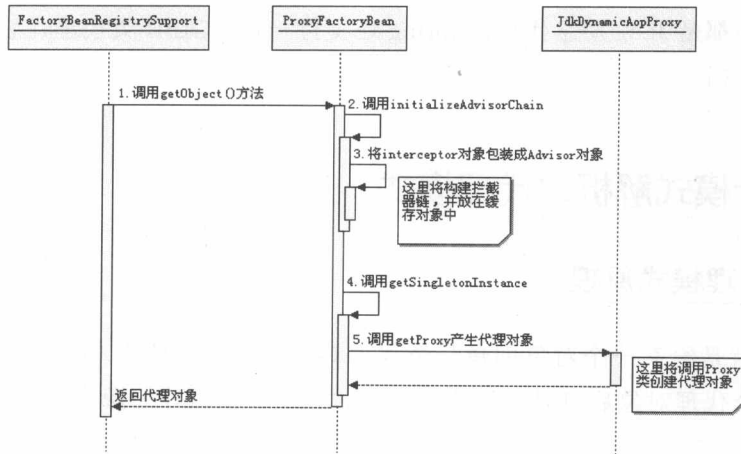 FactoryBeanRegistrySupport
ProxyFactoryBean
JdkDynamicAopProxy
1.调用getObject()方法
2.调用initializeAdvisorChain
3.将interceptor对象包装成Advisor对象
这里将构建拦截
器链，并放在缓
存对象中
4.调用getSingletonInstance
5.调用getProxy产生代理对象
这里将调用Proxy
类创建代理对象
返回代理对象